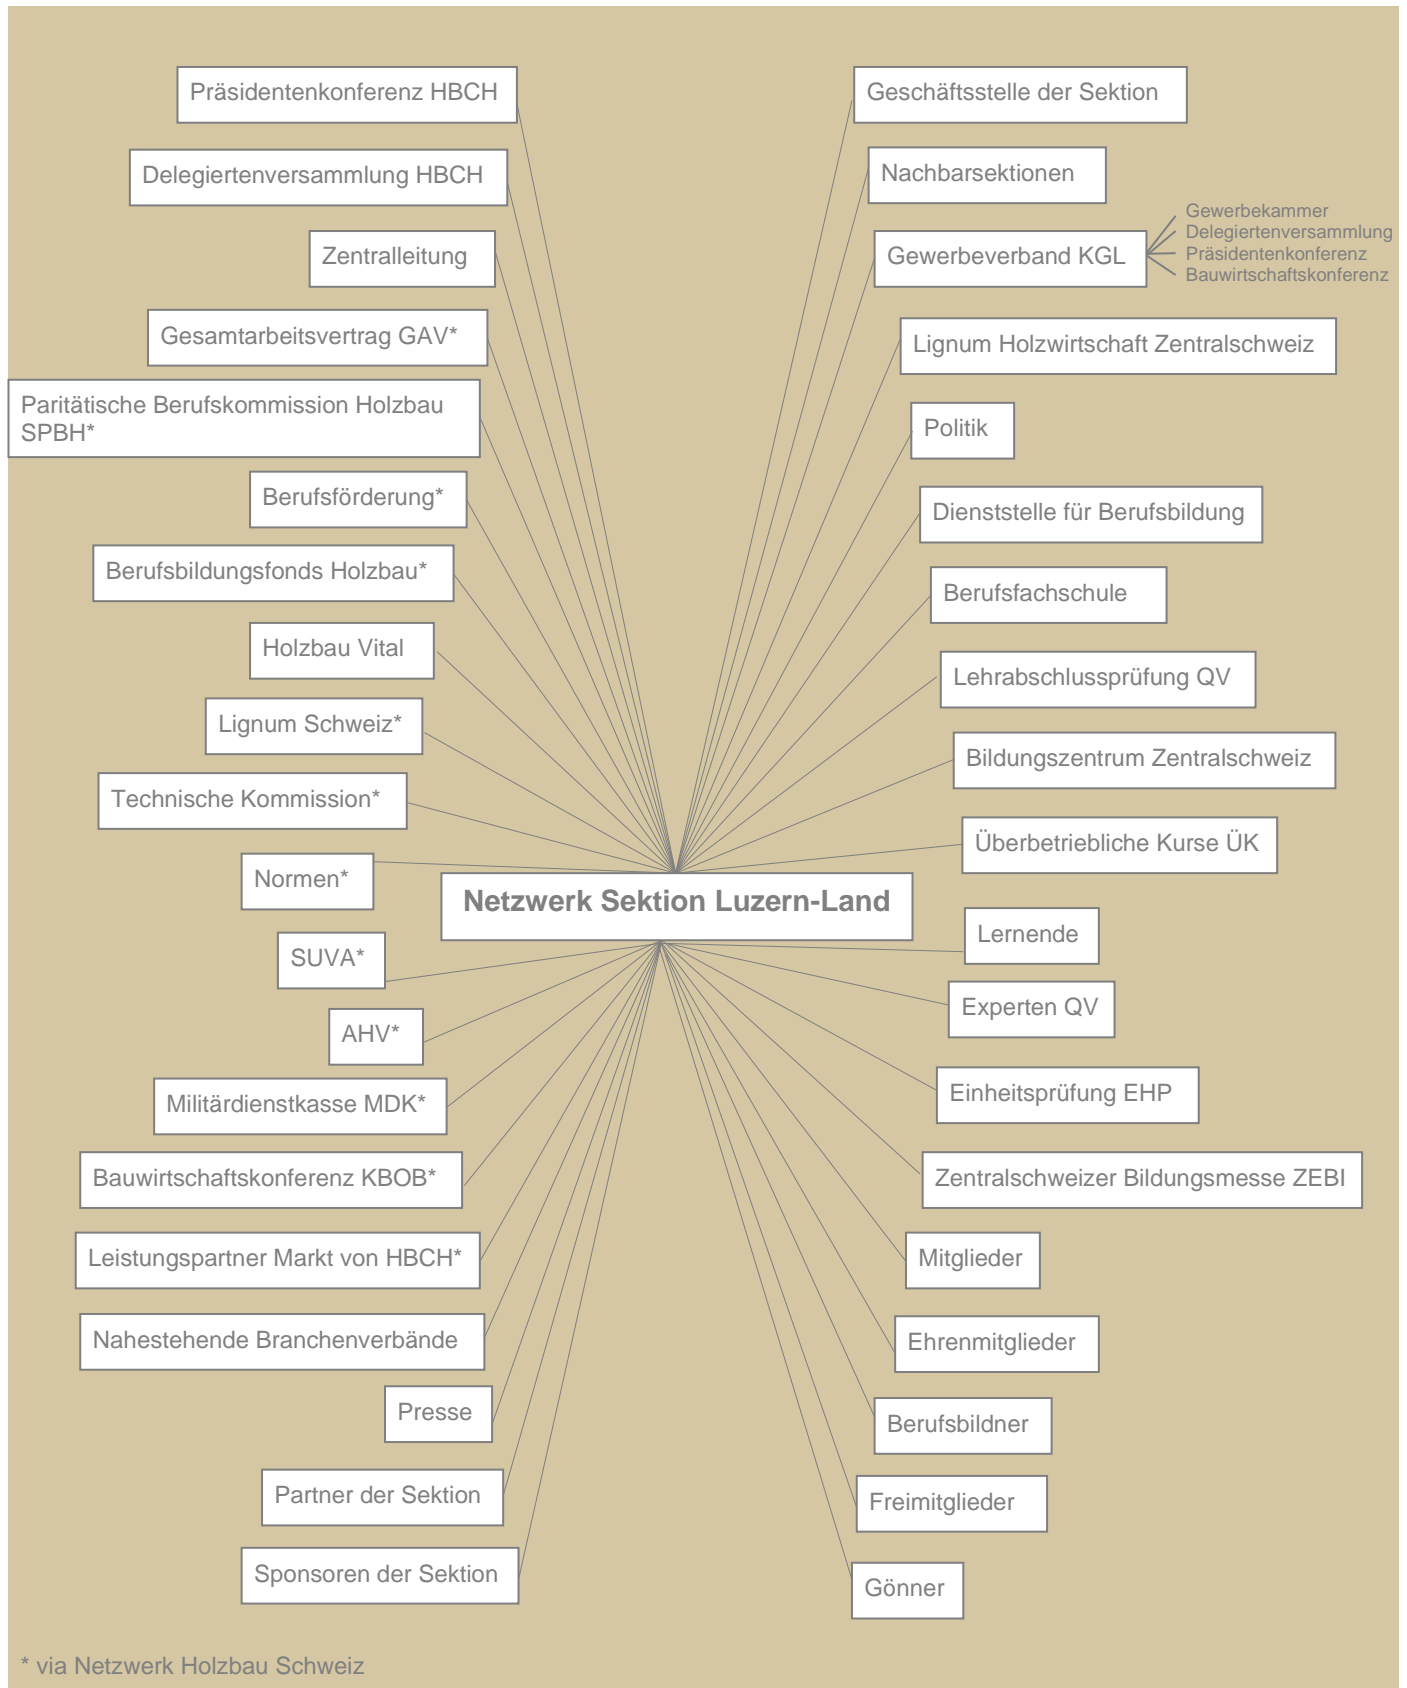 Präsidentenkonferenz HBCH
Delegiertenversammlung HBCH
Zentralleitung
Gesamtarbeitsvertrag GAV*
Paritätische Berufskommission Holzbau
SPBH*
Berufsförderung*
Berufsbildungsfonds Holzbau*
Holzbau Vital
Lignum Schweiz*
Technische Kommission*
Normen*
SUVA*
AHV*
Militärdienstkasse MDK*
Bauwirtschaftskonferenz KBOB*
Leistungspartner Markt von HBCH*
Nahestehende Branchenverbände
Presse
Partner der Sektion
Sponsoren der Sektion
Netzwerk Sektion Luzern-Land
Geschäftsstelle der Sektion
Nachbarsektionen
Gewerbeverband KGL
Gewerbekammer
Delegiertenversammlung
Präsidentenkonferenz
Bauwirtschaftskonferenz
Lignum Holzwirtschaft Zentralschweiz
Politik
Dienststelle für Berufsbildung
Berufsfachschule
Lehrabschlussprüfung QV
Bildungszentrum Zentralschweiz
Überbetriebliche Kurse ÜK
Lernende
Experten QV
Einheitsprüfung EHP
Zentralschweizer Bildungsmesse ZEBI
Mitglieder
Ehrenmitglieder
Berufsbildner
Freimitglieder
Gönner
* via Netzwerk Holzbau Schweiz